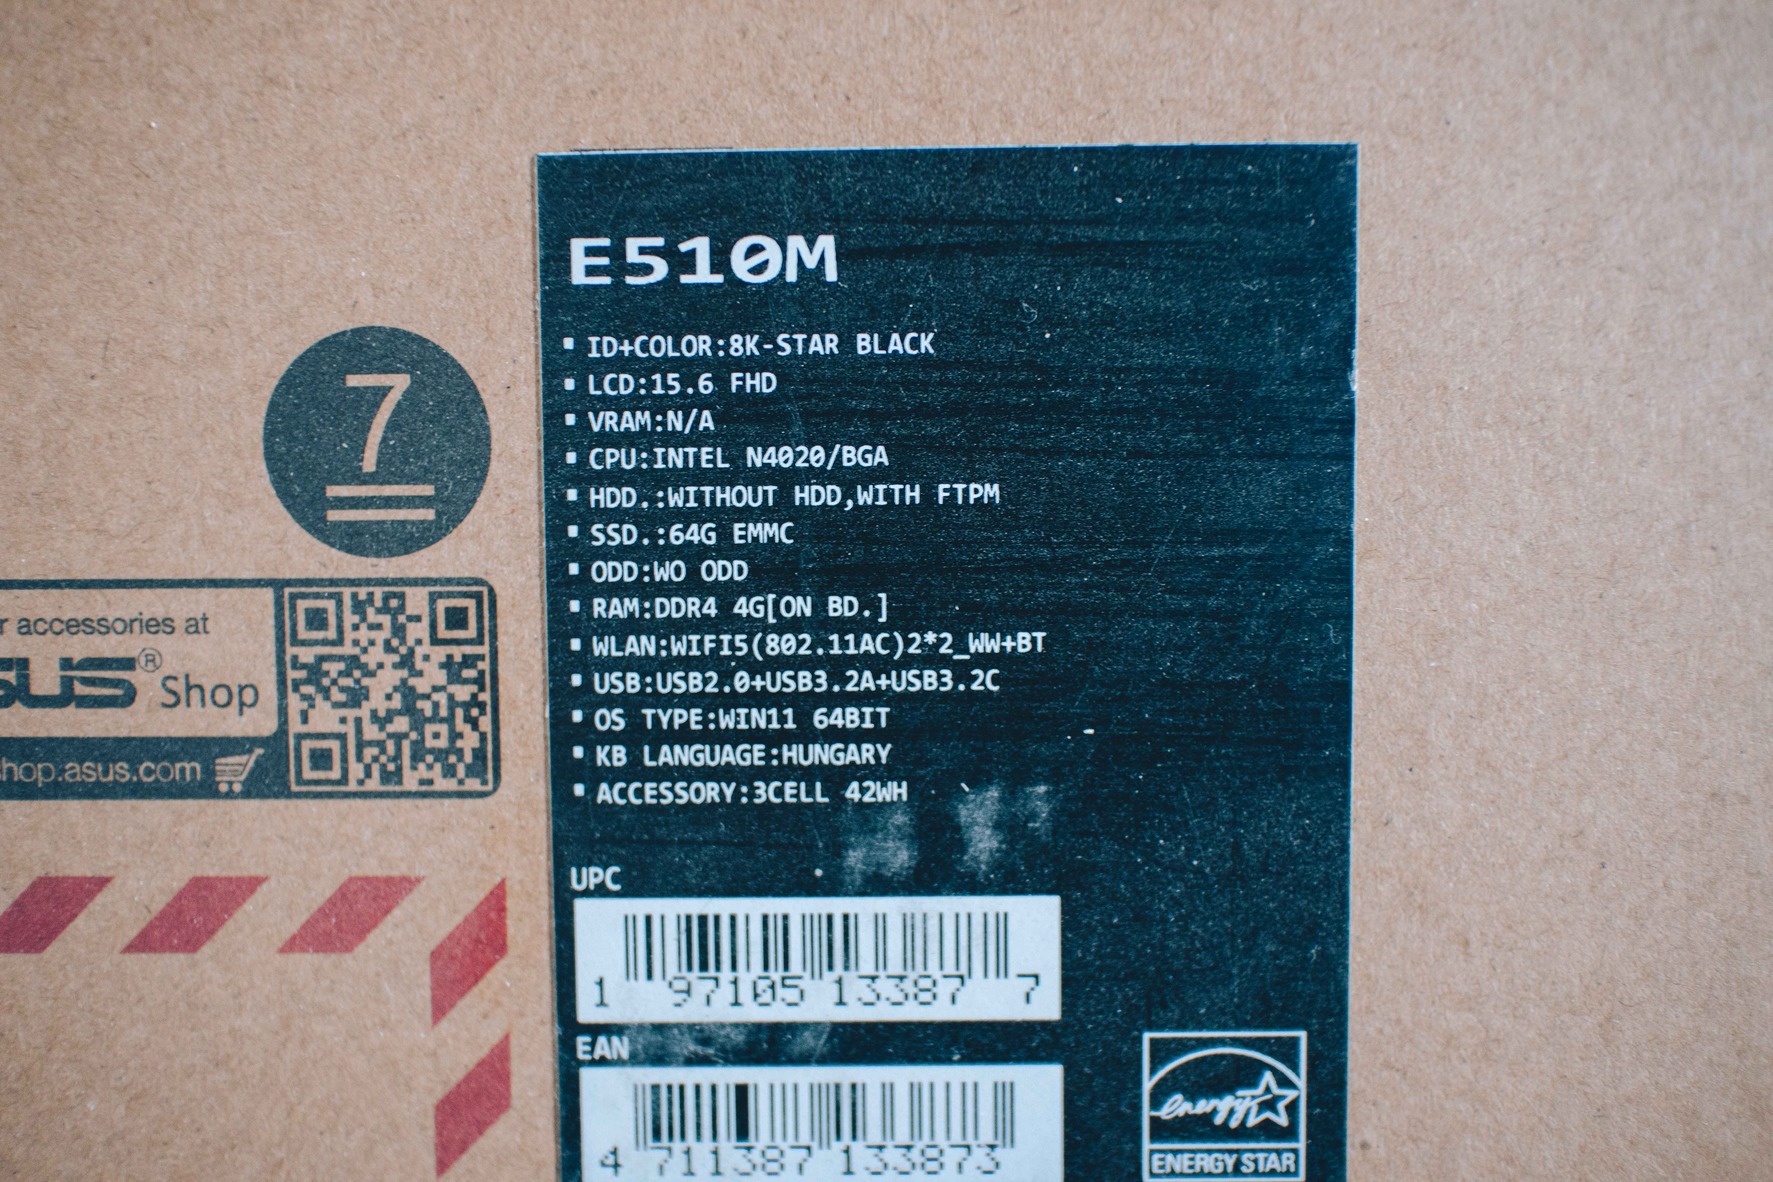 E510M
ID+COLOR:8K-STAR BLACK
LCD:15.6 FHD
VRAM:N/A
CPU:INTEL N4020/BGA
HDD.:WITHOUT HDD,WITH FTPM
SSD.:64G EMMC
ODD:WO ODD
RAM:DDR4 4G[ON BD.]
WLAN:WIFI5(802.11AC)2*2_WW+BT
USB:USB2.0+USB3.2A+USB3.2C
OS TYPE:WIN11 64BIT
KB LANGUAGE:HUNGARY
ACCESSORY:3CELL 42WH
UPC
1 97105 13387 7
EAN
4 711387 133873
energy
ENERGY STAR
7
accessories at
SUS® Shop
hop.asus.com